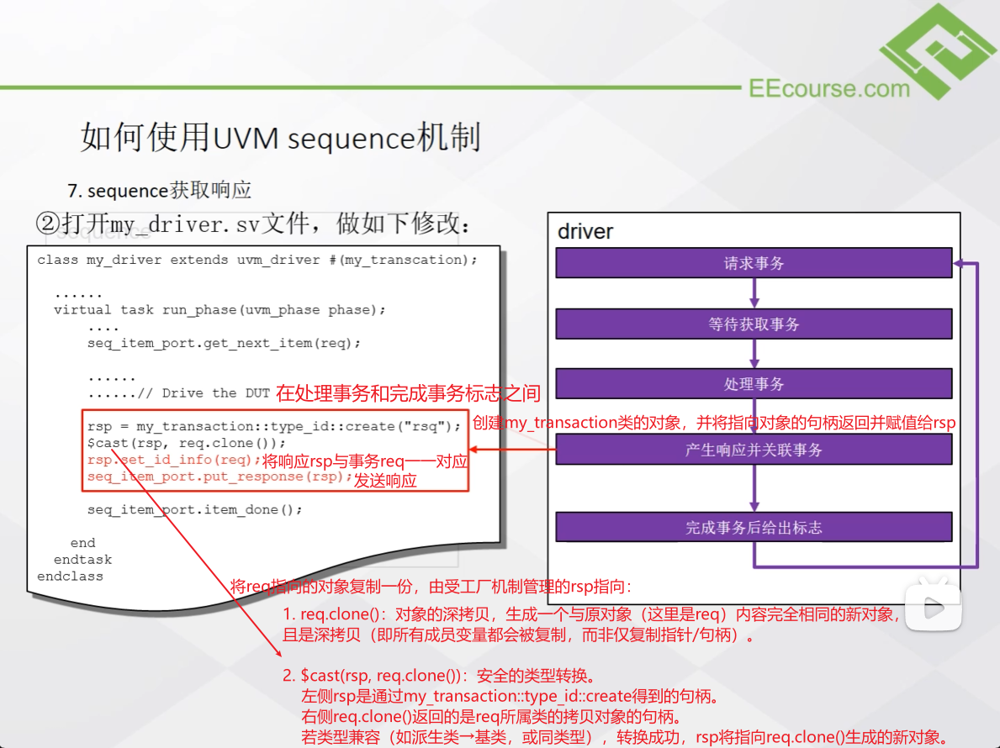 EEcourse.com
如何使用UVM sequence机制
7. sequence获取响应
②打开my_driver.sv文件，做如下修改：
sequence
class my_driver extends uvm_driver #(my_transcation);
......
virtual task run_phase(uvm_phase phase);
....
seq_item_port.get_next_item(req);
......
......// Drive the DUT 在处理事务和完成事务标志之间
rsp = my_transaction::type_id::create("rsq"); 创建my_transaction类的对象，并将指向对象的句柄返回并赋值给rsp
$cast(rsp, req.clone());
rsp.set_id_info(req); 将响应rsp与事务req一一对应
seq_item_port.put_response(rsp); 发送响应
seq_item_port.item_done();
end
endtask
endclass
driver
请求事务
等待获取事务
处理事务
产生响应并关联事务
完成事务后给出标志
将req指向的对象复制一份，由受工厂机制管理的rsp指向：
1. req.clone()：对象的深拷贝，生成一个与原对象（这里是req）内容完全相同的新对象，
且是深拷贝（即所有成员变量都会被复制，而非仅复制指针/句柄）。
2. $cast(rsp, req.clone())：安全的类型转换。
左侧rsp是通过my_transaction::type_id::create得到的句柄。
右侧req.clone()返回的是req所属类的拷贝对象的句柄。
若类型兼容（如派生类→基类，或同类型），转换成功，rsp将指向req.clone()生成的新对象。